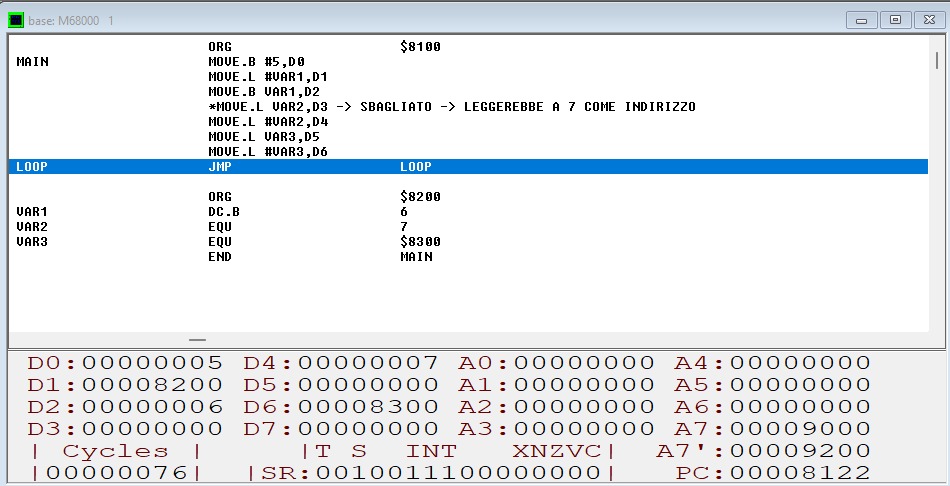 base: M68000 1
ORG $8100
MAIN MOVE.B #5,D0
MOVE.L #VAR1,D1
MOVE.B VAR1,D2
*MOVE.L VAR2,D3 -> SBAGLIATO -> LEGGEREBBE A 7 COME INDIRIZZO
MOVE.L #VAR2,D4
MOVE.L VAR3,D5
MOVE.L #VAR3,D6
LOOP JMP LOOP
ORG $8200
VAR1 DC.B 6
VAR2 EQU 7
VAR3 EQU $8300
END MAIN
D0:00000005 D4:00000007 A0:00000000 A4:00000000
D1:00008200 D5:00000000 A1:00000000 A5:00000000
D2:00000006 D6:00008300 A2:00000000 A6:00000000
D3:00000000 D7:00000000 A3:00000000 A7:00009000
| Cycles | |T S INT XNZVC| A7':00009200
|00000076| |SR:0010011100000000| PC:00008122